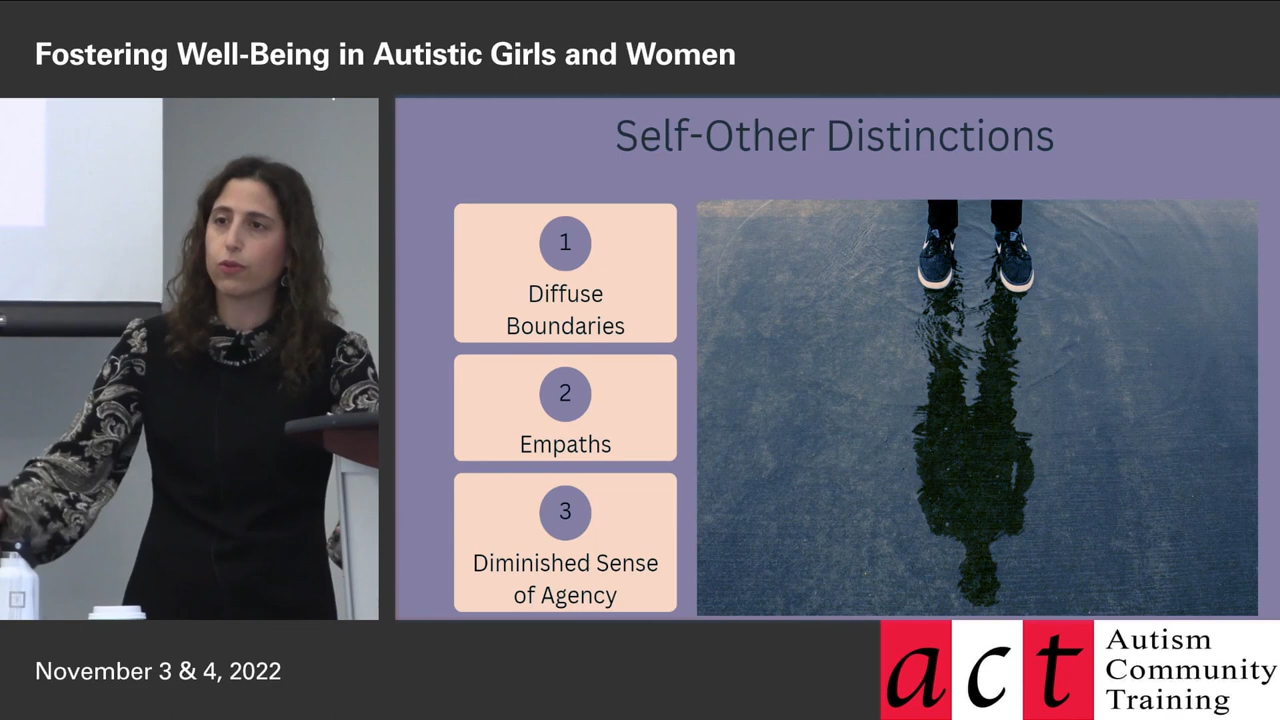 Fostering Well-Being in Autistic Girls and Women
Self-Other Distinctions
1
Diffuse
Boundaries
2
Empaths
3
Diminished Sense
of Agency
November 3 & 4, 2022
act
Autism
Community
Training